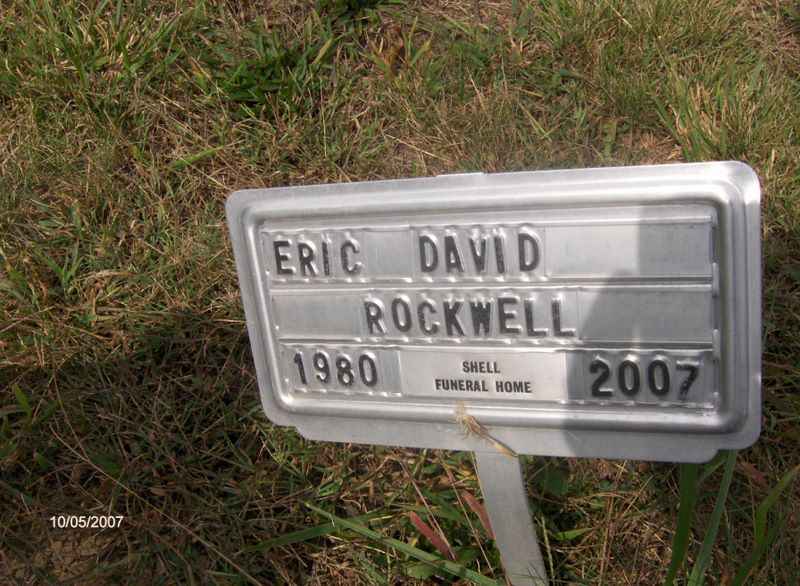 ERIC DAVID
ROCKWELL
1980 SHELL 2007
FUNERAL HOME
10/05/2007